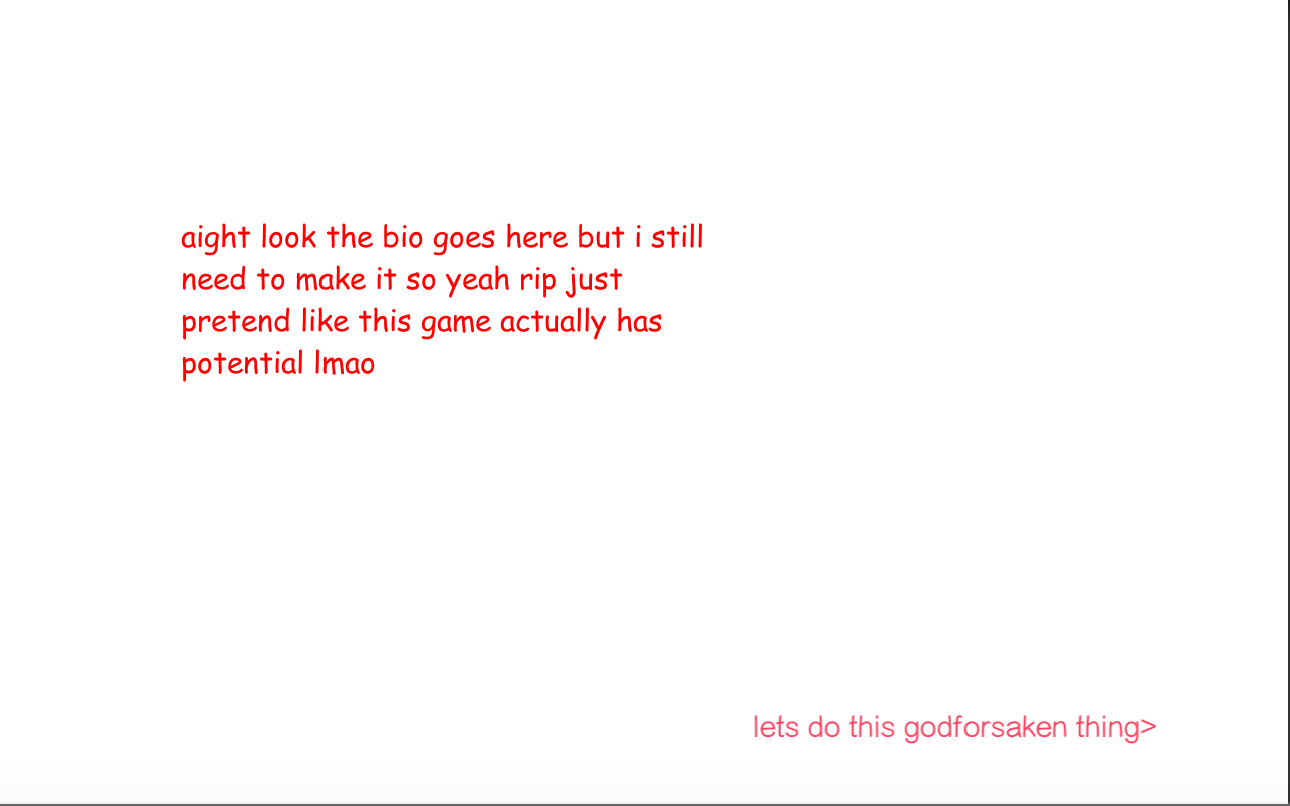 aight look the bio goes here but i still
need to make it so yeah rip just
pretend like this game actually has
potential lmao
lets do this godforsaken thing>